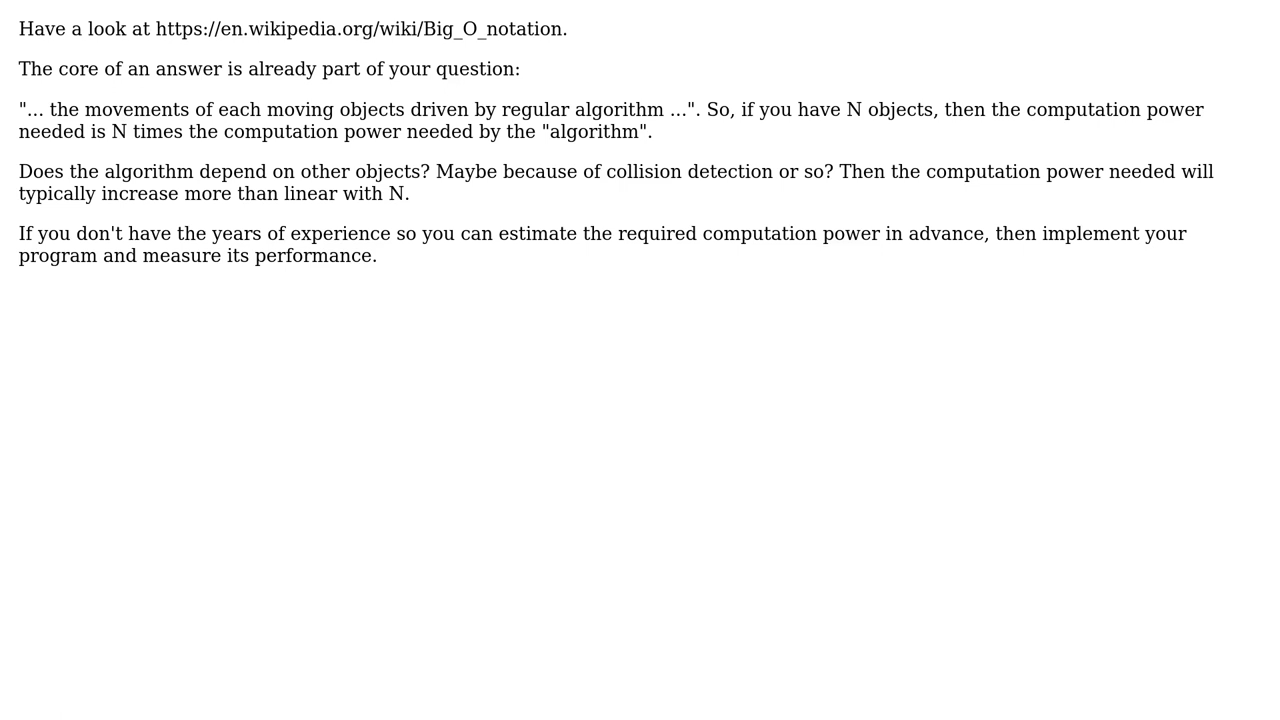 Have a look at https://en.wikipedia.org/wiki/Big_O_notation.
The core of an answer is already part of your question:
"... the movements of each moving objects driven by regular algorithm ...". So, if you have N objects, then the computation power
needed is N times the computation power needed by the "algorithm".
Does the algorithm depend on other objects? Maybe because of collision detection or so? Then the computation power needed will
typically increase more than linear with N.
If you don't have the years of experience so you can estimate the required computation power in advance, then implement your
program and measure its performance.